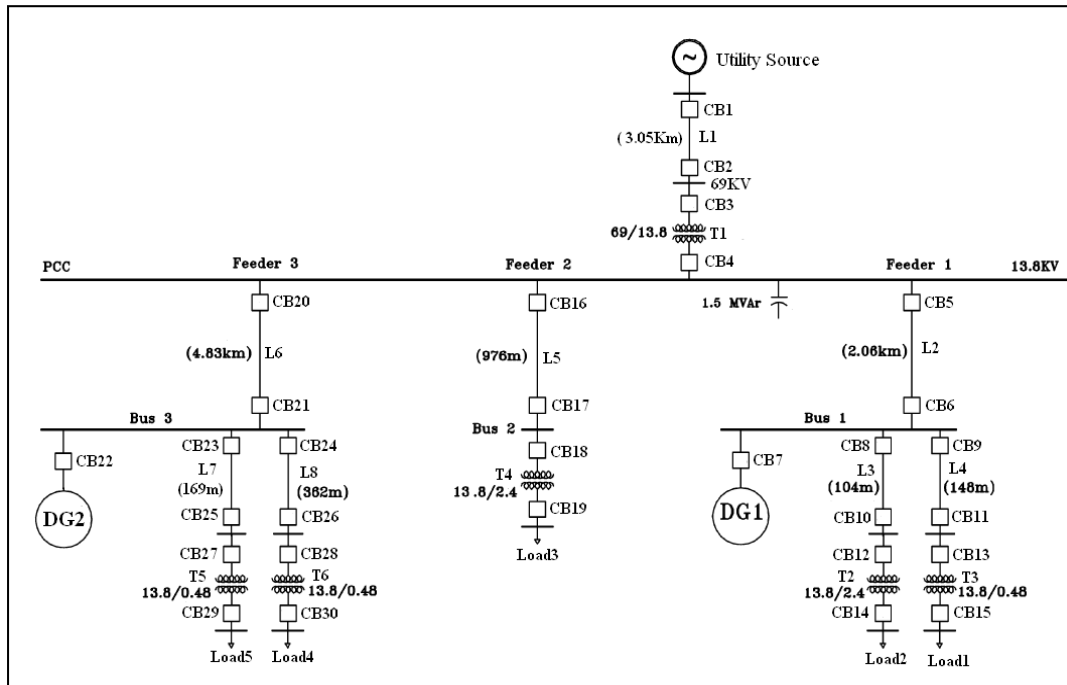 ~
Utility Source
CB1
(3.05Km) L1
CB2
69KV
CB3
69/13.8 T1
CB4
PCC Feeder 3 Feeder 2 Feeder 1 13.8KV
1.5 MVAr
CB20 CB16 CB5
(4.83km) L6 (976m) L5 (2.06km) L2
CB21 CB17 CB6
Bus 3 Bus 2 Bus 1
CB22 CB23 CB24 CB18 CB7 CB8 CB9
L7 L8 L3 L4
(169m) (362m) (104m) (148m)
T4
13.8/2.4
DG2 CB25 CB26 CB19 DG1 CB10 CB11
Load3
CB27 CB28 CB12 CB13
T5 T6 T2 T3
13.8/0.48 13.8/0.48 13.8/2.4 13.8/0.48
CB29 CB30 CB14 CB15
Load5 Load4 Load2 Load1